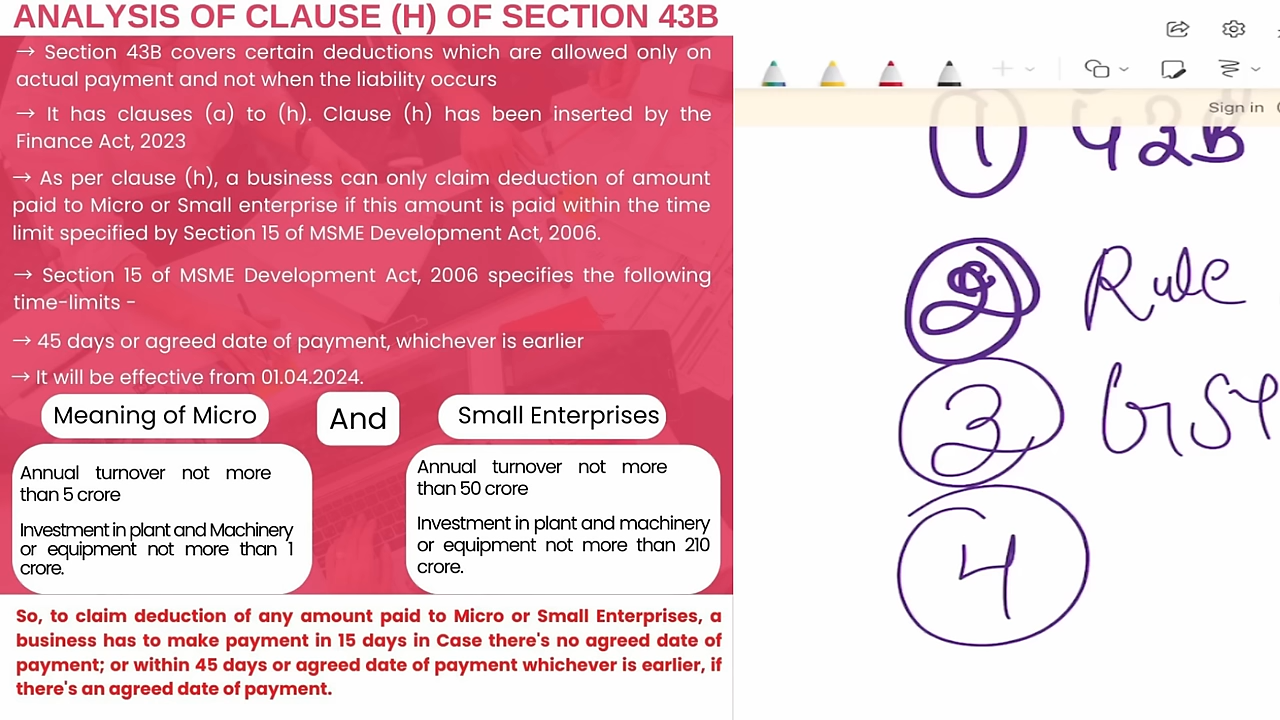 ANALYSIS OF CLAUSE (H) OF SECTION 43B
→ Section 43B covers certain deductions which are allowed only on
actual payment and not when the liability occurs
→ It has clauses (a) to (h). Clause (h) has been inserted by the
Finance Act, 2023
→ As per clause (h), a business can only claim deduction of amount
paid to Micro or Small enterprise if this amount is paid within the time
limit specified by Section 15 of MSME Development Act, 2006.
→ Section 15 of MSME Development Act, 2006 specifies the following
time-limits -
→ 45 days or agreed date of payment, whichever is earlier
→ It will be effective from 01.04.2024.
Meaning of Micro
And
Small Enterprises
Annual turnover not more
than 5 crore
Investment in plant and Machinery
or equipment not more than 1
crore.
Annual turnover not more
than 50 crore
Investment in plant and machinery
or equipment not more than 210
crore.
So, to claim deduction of any amount paid to Micro or Small Enterprises, a
business has to make payment in 15 days in Case there's no agreed date of
payment; or within 45 days or agreed date of payment whichever is earlier, if
there's an agreed date of payment.
Sign in
1 42B
2 Rule
3 GST
4